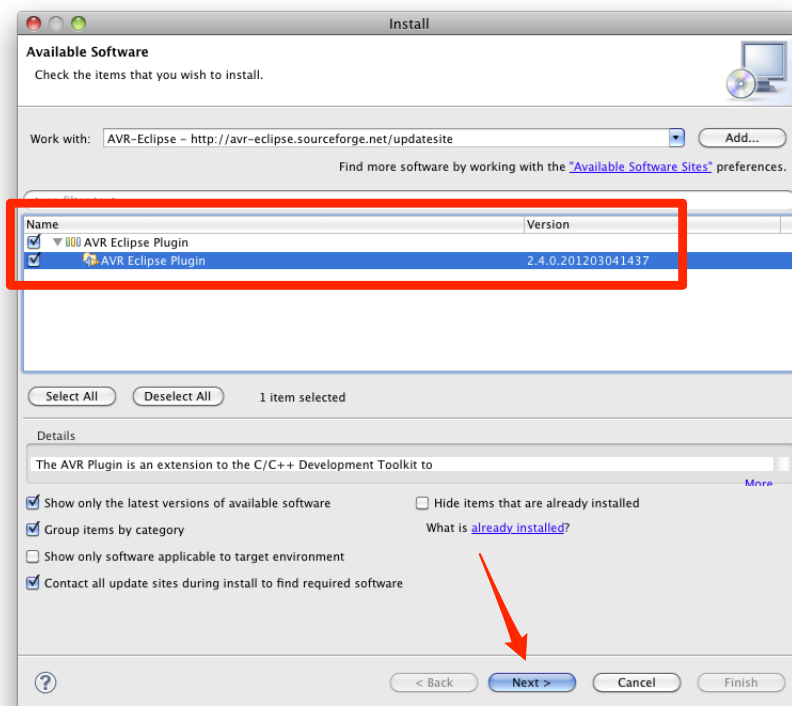 Install
Available Software
Check the items that you wish to install.
Work with: AVR-Eclipse – http://avr-eclipse.sourceforge.net/updatesite Add...
Find more software by working with the "Available Software Sites" preferences.
Name Version
AVR Eclipse Plugin
AVR Eclipse Plugin 2.4.0.201203041437
Select All Deselect All 1 item selected
Details
The AVR Plugin is an extension to the C/C++ Development Toolkit to
More
Show only the latest versions of available software Hide items that are already installed
Group items by category What is already installed?
Show only software applicable to target environment
Contact all update sites during install to find required software
? < Back Next > Cancel Finish